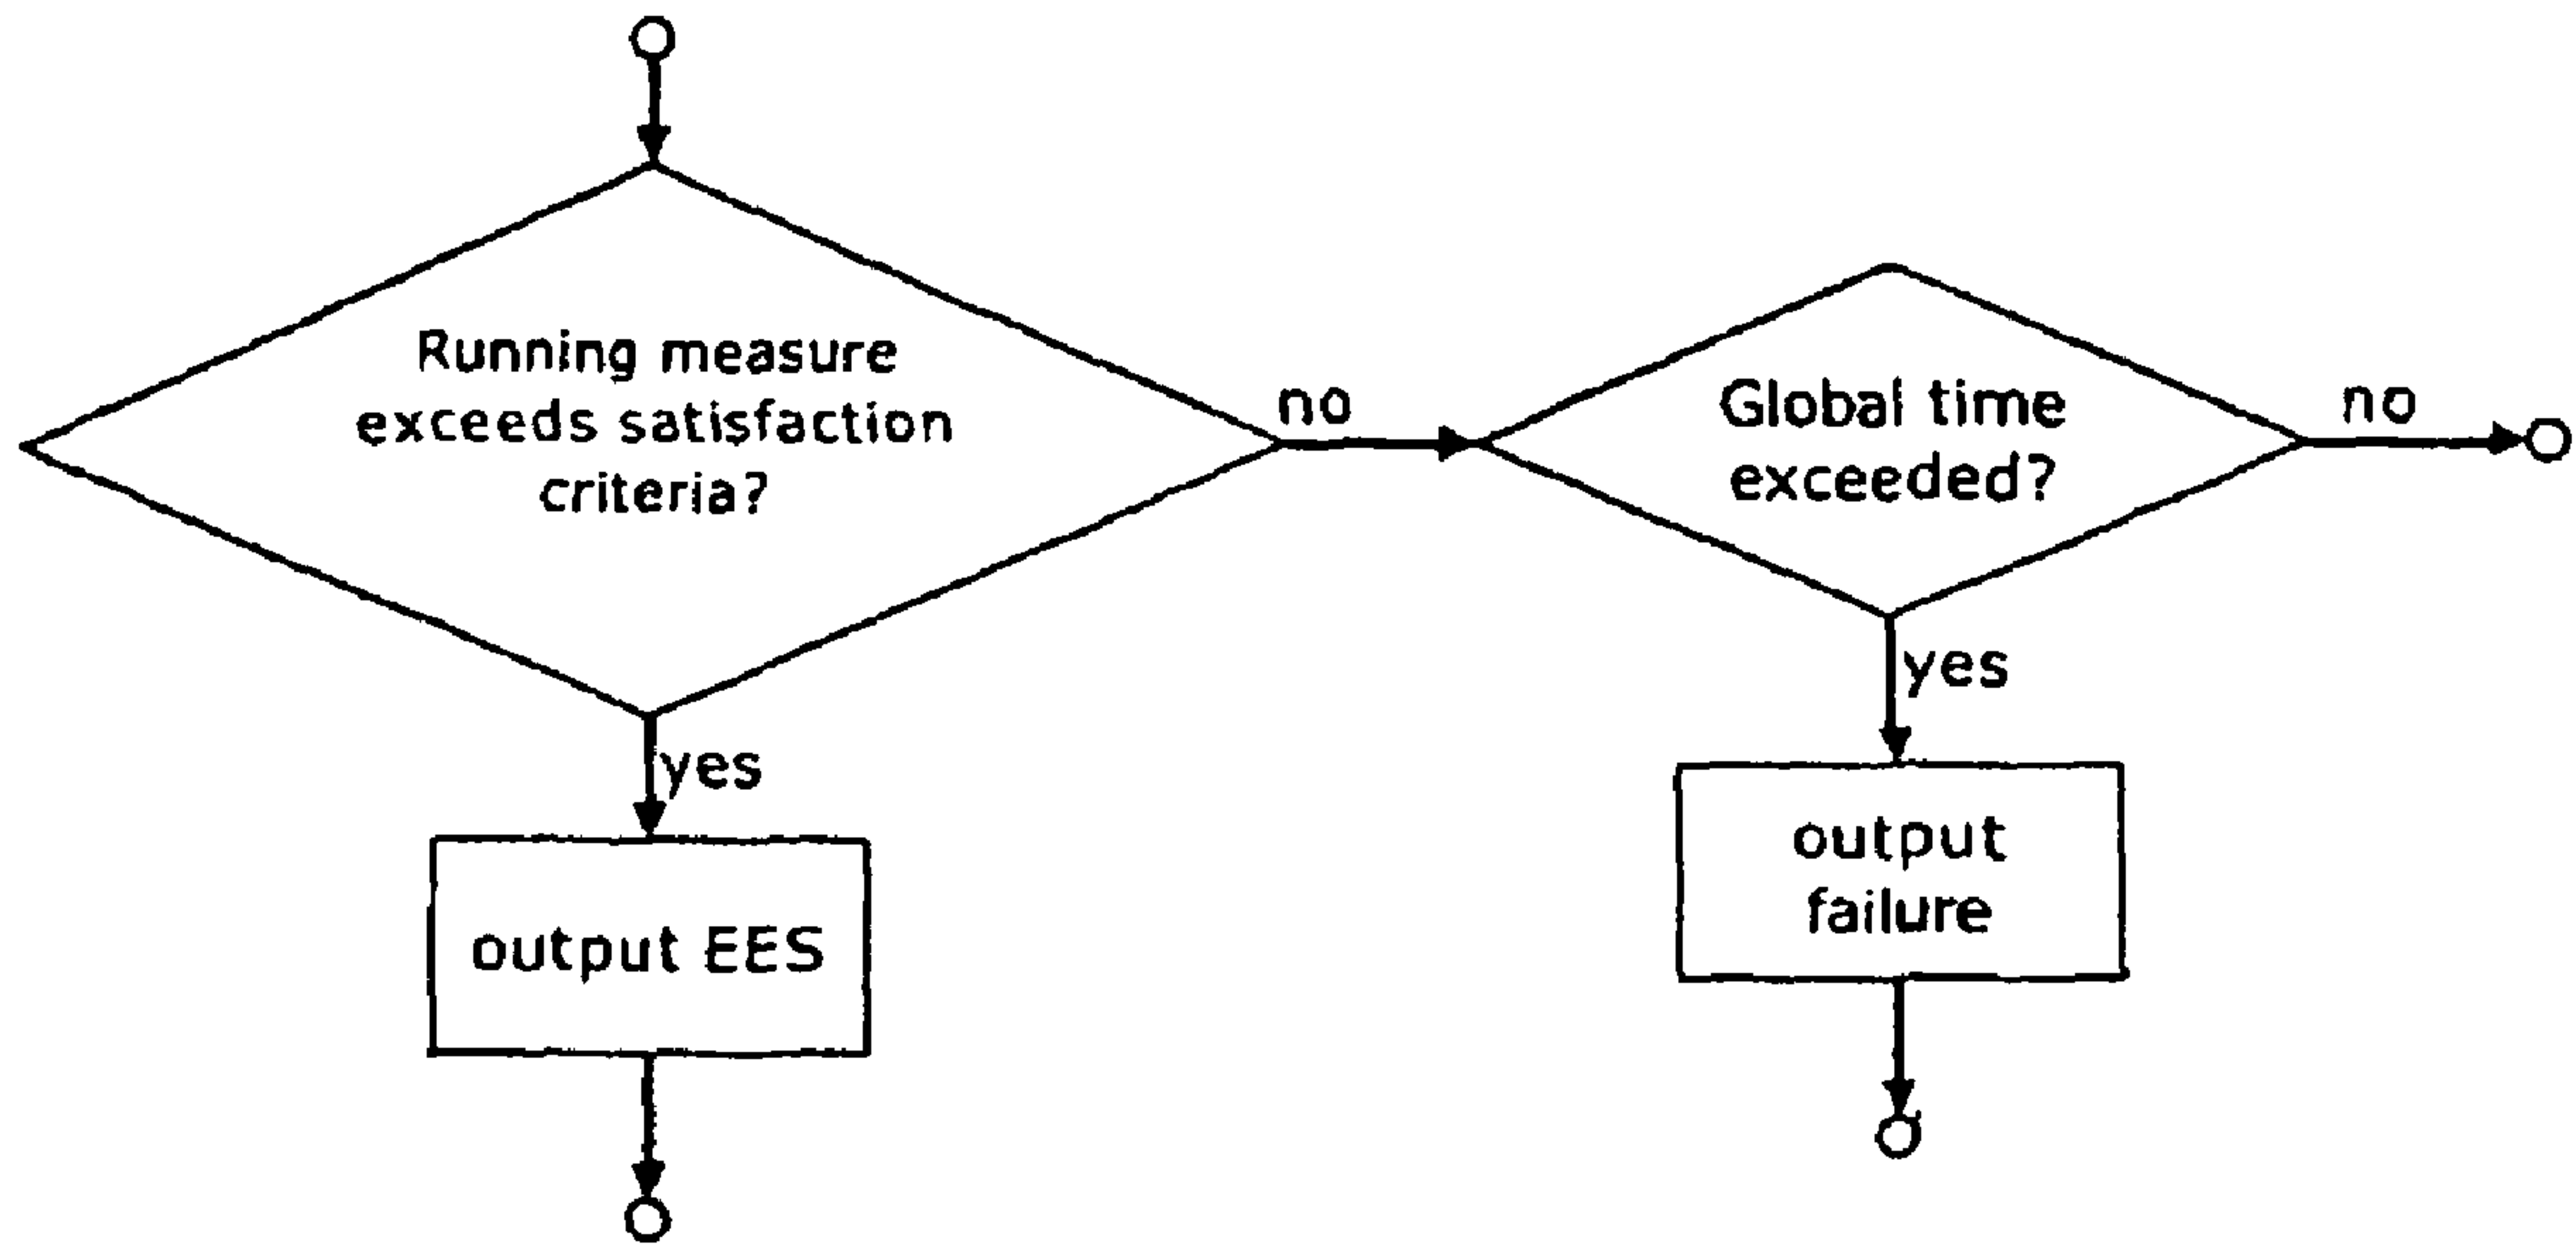 Running measure
exceeds satisfaction
criteria?
no
Global time
exceeded?
no
yes
output EES
yes
output
failure